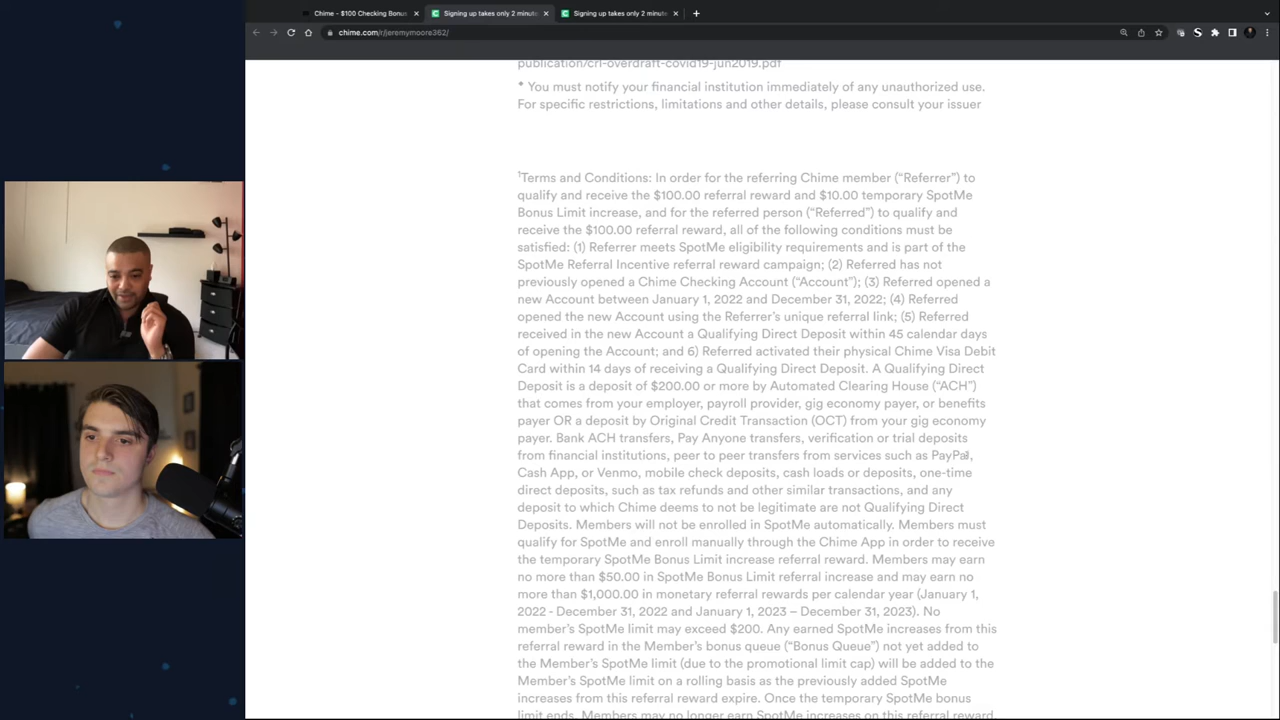 Chime - $100 Checking Bonus
Signing up takes only 2 minute
Signing up takes only 2 minute
chime.com/r/jeremymoore362/
publication/crl-overdraft-covid19-jun2019.pdf
* You must notify your financial institution immediately of any unauthorized use.
For specific restrictions, limitations and other details, please consult your issuer
¹Terms and Conditions: In order for the referring Chime member (“Referrer”) to
qualify and receive the $100.00 referral reward and $10.00 temporary SpotMe
Bonus Limit increase, and for the referred person (“Referred”) to qualify and
receive the $100.00 referral reward, all of the following conditions must be
satisfied: (1) Referrer meets SpotMe eligibility requirements and is part of the
SpotMe Referral Incentive referral reward campaign; (2) Referred has not
previously opened a Chime Checking Account (“Account”); (3) Referred opened a
new Account between January 1, 2022 and December 31, 2022; (4) Referred
opened the new Account using the Referrer’s unique referral link; (5) Referred
received in the new Account a Qualifying Direct Deposit within 45 calendar days
of opening the Account; and 6) Referred activated their physical Chime Visa Debit
Card within 14 days of receiving a Qualifying Direct Deposit. A Qualifying Direct
Deposit is a deposit of $200.00 or more by Automated Clearing House (“ACH”)
that comes from your employer, payroll provider, gig economy payer, or benefits
payer OR a deposit by Original Credit Transaction (OCT) from your gig economy
payer. Bank ACH transfers, Pay Anyone transfers, verification or trial deposits
from financial institutions, peer to peer transfers from services such as PayPal,
Cash App, or Venmo, mobile check deposits, cash loads or deposits, one-time
direct deposits, such as tax refunds and other similar transactions, and any
deposit to which Chime deems to not be legitimate are not Qualifying Direct
Deposits. Members will not be enrolled in SpotMe automatically. Members must
qualify for SpotMe and enroll manually through the Chime App in order to receive
the temporary SpotMe Bonus Limit increase referral reward. Members may earn
no more than $50.00 in SpotMe Bonus Limit referral increase and may earn no
more than $1,000.00 in monetary referral rewards per calendar year (January 1,
2022 - December 31, 2022 and January 1, 2023 – December 31, 2023). No
member’s SpotMe limit may exceed $200. Any earned SpotMe increases from this
referral reward in the Member’s bonus queue (“Bonus Queue”) not yet added to
the Member’s SpotMe limit (due to the promotional limit cap) will be added to the
Member’s SpotMe limit on a rolling basis as the previously added SpotMe
increases from this referral reward expire. Once the temporary SpotMe bonus
limit ends, Members may no longer earn SpotMe increases on this referral reward